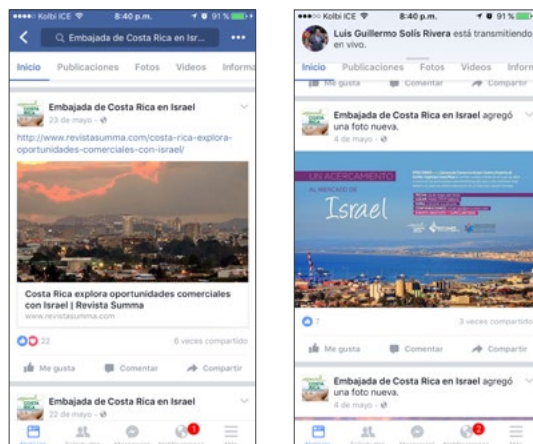 Kolbi ICE 8:40 p.m. 91 %
Embajada de Costa Rica en Isr...
Inicio Publicaciones Fotos Videos Informa
Embajada de Costa Rica en Israel
23 de mayo
http://www.revistasumma.com/costa-rica-explora-
oportunidades-comerciales-con-israel/
Costa Rica explora oportunidades comerciales
con Israel | Revista Summa
www.revistasumma.com
22 6 veces compartido
Me gusta Comentar Compartir
Embajada de Costa Rica en Israel
22 de mayo
1
Kolbi ICE 8:40 p.m. 91 %
Luis Guillermo Solís Rivera está transmitiendo
en vivo.
Inicio Publicaciones Fotos Videos Inform
Me gusta Comentar Compartir
Embajada de Costa Rica en Israel agregó
una foto nueva.
4 de mayo
UN ACERCAMIENTO
AL MERCADO DE
Israel
7 3 veces compartido
Me gusta Comentar Compartir
Embajada de Costa Rica en Israel agregó
una foto nueva.
4 de mayo
2